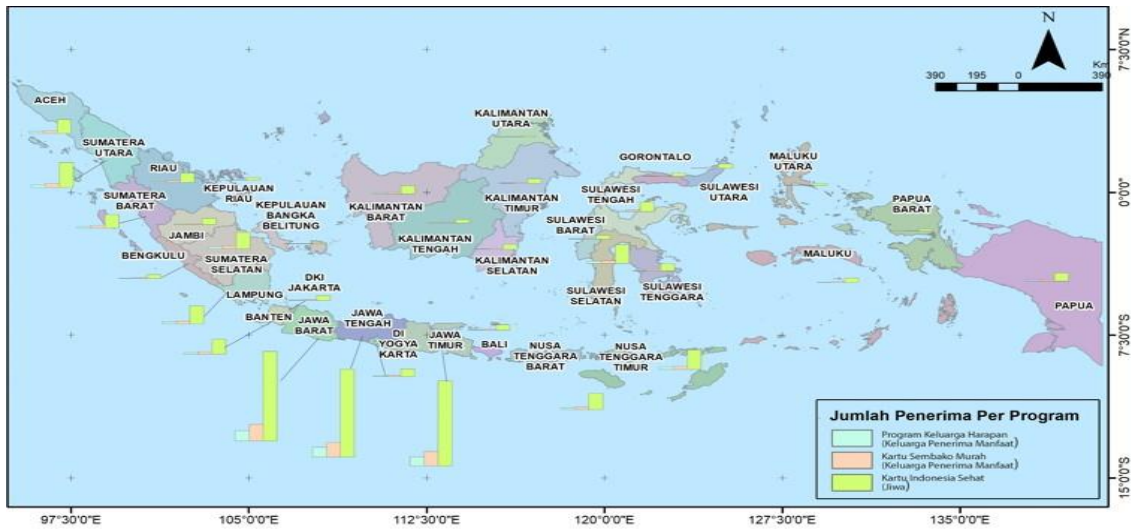 N
Km
390 195 0 390
7°30'0"N
0°0'0"
7°30'0"S
15°0'0"S
ACEH
SUMATERA
UTARA
RIAU
KEPULAUAN
RIAU
SUMATERA
BARAT
KEPULAUAN
BANGKA
BELITUNG
JAMBI
BENGKULU
SUMATERA
SELATAN
LAMPUNG
DKI
JAKARTA
BANTEN
JAWA
BARAT
JAWA
TENGAH
DI
YOGYA
KARTA
JAWA
TIMUR
BALI
NUSA
TENGGARA
BARAT
NUSA
TENGGARA
TIMUR
KALIMANTAN
UTARA
KALIMANTAN
BARAT
KALIMANTAN
TENGAH
KALIMANTAN
TIMUR
KALIMANTAN
SELATAN
GORONTALO
SULAWESI
UTARA
SULAWESI
TENGAH
SULAWESI
BARAT
SULAWESI
SELATAN
SULAWESI
TENGGARA
MALUKU
UTARA
MALUKU
PAPUA
BARAT
PAPUA
Jumlah Penerima Per Program
Program Keluarga Harapan
(Keluarga Penerima Manfaat)
Kartu Sembako Murah
(Keluarga Penerima Manfaat)
Kartu Indonesia Sehat
(Jiwa)
97°30'0"E 105°0'0"E 112°30'0"E 120°0'0"E 127°30'0"E 135°0'0"E